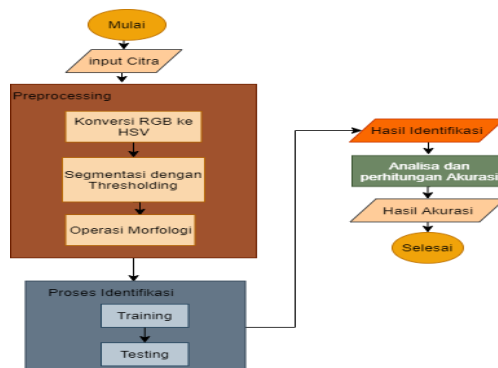 Mulai
input Citra
Preprocessing
Konversi RGB ke
HSV
Segmentasi dengan
Thresholding
Operasi Morfologi
Proses Identifikasi
Training
Testing
Hasil Identifikasi
Analisa dan
perhitungan Akurasi
Hasil Akurasi
Selesai